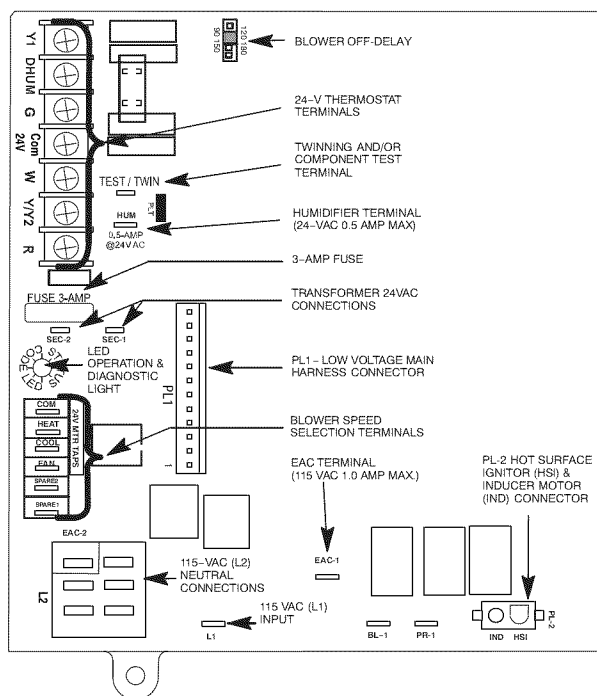 120 180
90 150
BLOWER OFF-DELAY
Y1
DHUM
G
Com
24V
W
Y/Y2
R
24-V THERMOSTAT
TERMINALS
TEST / TWIN
TWINNING AND/OR
COMPONENT TEST
TERMINAL
PLT
HUM
0.5-AMP
@24VAC
HUMIDIFIER TERMINAL
(24-VAC 0.5 AMP MAX)
3-AMP FUSE
FUSE 3-AMP
TRANSFORMER 24VAC
CONNECTIONS
SEC-2
SEC-1
STATUS
LED
CODE
LED
OPERATION &
DIAGNOSTIC
LIGHT
PL1
1
PL1 - LOW VOLTAGE MAIN
HARNESS CONNECTOR
COM
HEAT
COOL
FAN
SPARE2
SPARE1
24V MTR TAPS
BLOWER SPEED
SELECTION TERMINALS
EAC TERMINAL
(115 VAC 1.0 AMP MAX.)
PL-2 HOT SURFACE
IGNITOR (HSI) &
INDUCER MOTOR
(IND) CONNECTOR
EAC-2
L2
115-VAC (L2)
NEUTRAL
CONNECTIONS
EAC-1
115 VAC (L1)
INPUT
L1
BL-1
PR-1
IND
HSI
PL-2